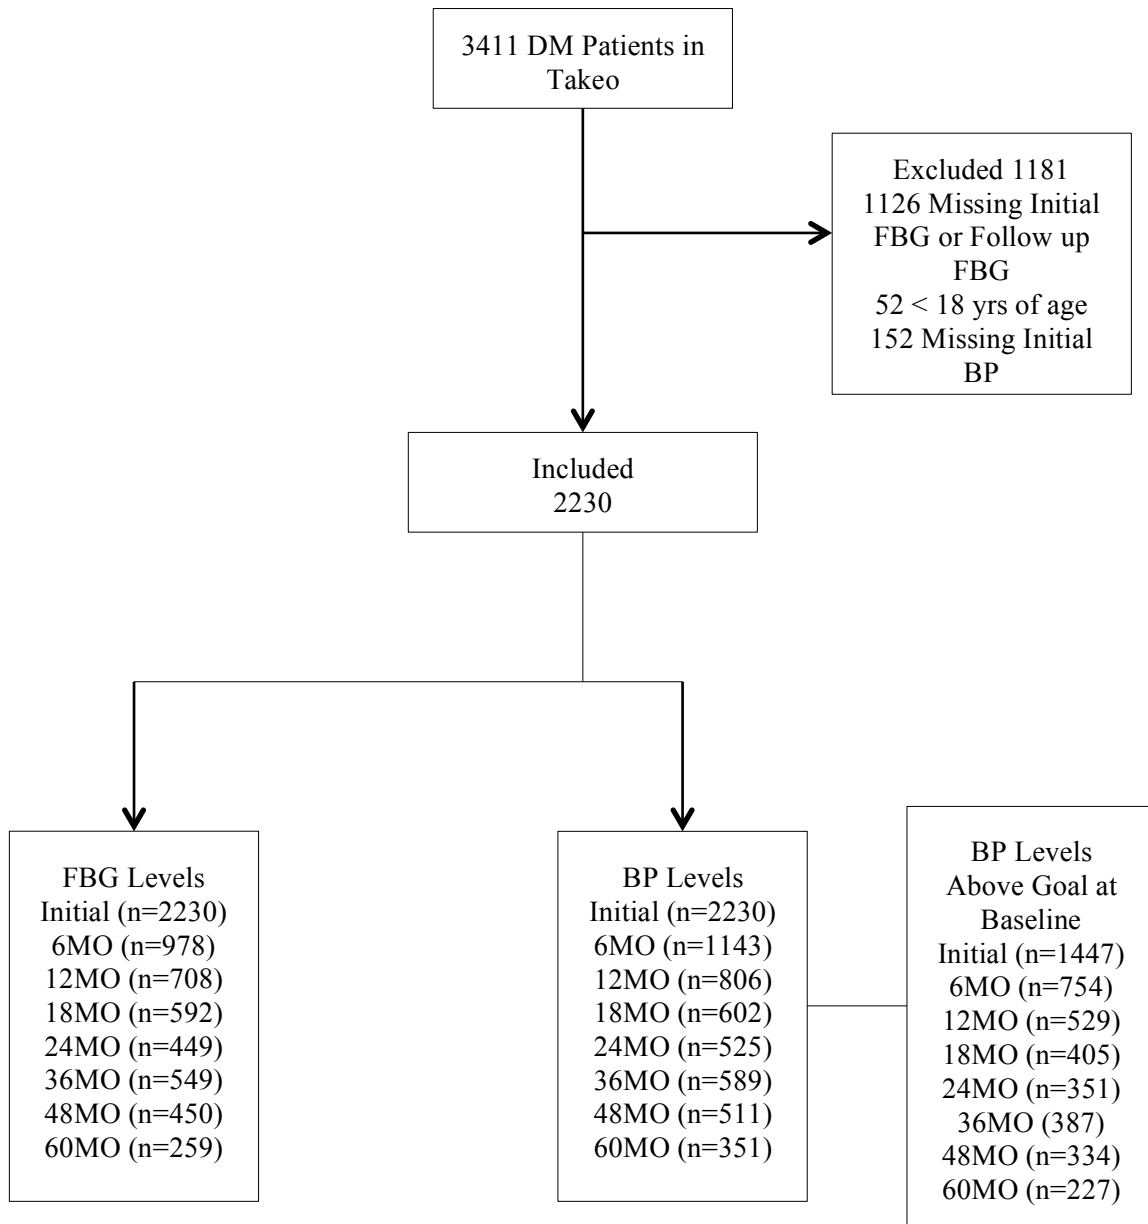 3411 DM Patients in
Takeo
Excluded 1181
1126 Missing Initial
FBG or Follow up
FBG
52 < 18 yrs of age
152 Missing Initial
BP
Included
2230
FBG Levels
Initial (n=2230)
6MO (n=978)
12MO (n=708)
18MO (n=592)
24MO (n=449)
36MO (n=549)
48MO (n=450)
60MO (n=259)
BP Levels
Initial (n=2230)
6MO (n=1143)
12MO (n=806)
18MO (n=602)
24MO (n=525)
36MO (n=589)
48MO (n=511)
60MO (n=351)
BP Levels
Above Goal at
Baseline
Initial (n=1447)
6MO (n=754)
12MO (n=529)
18MO (n=405)
24MO (n=351)
36MO (387)
48MO (n=334)
60MO (n=227)